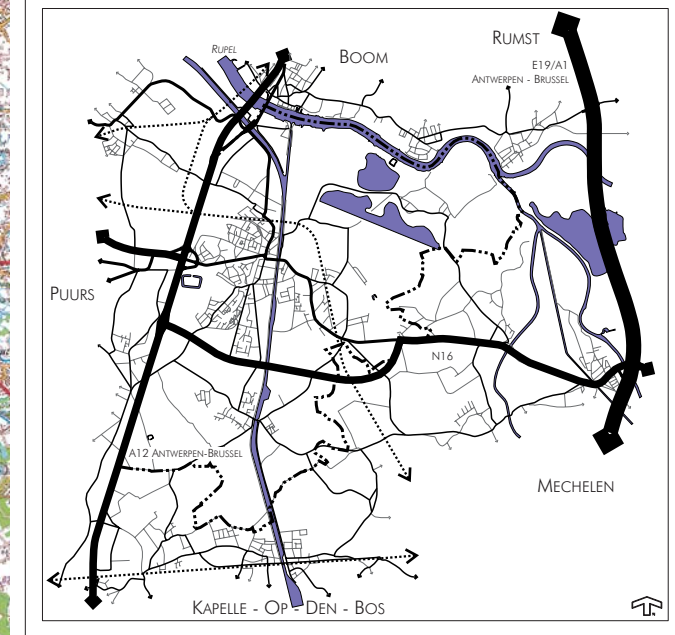 RUPEL
BOOM
RUMST
E19/A1
ANTWERPEN - BRUSSEL
PUURS
N16
A12 ANTWERPEN-BRUSSEL
MECHELEN
KAPELLE - OP - DEN - BOS
N